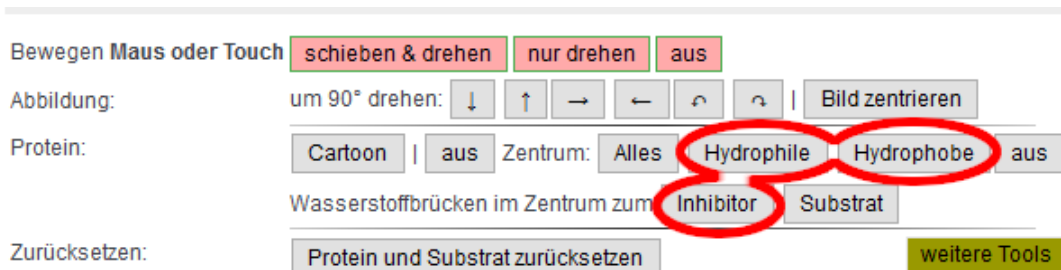 Bewegen Maus oder Touch schieben & drehen nur drehen aus
Abbildung: um 90° drehen: ↓ ↑ → ← ↶ ↷ | Bild zentrieren
Protein: Cartoon | aus Zentrum: Alles Hydrophile Hydrophobe aus
Wasserstoffbrücken im Zentrum zum Inhibitor Substrat
Zurücksetzen: Protein und Substrat zurücksetzen weitere Tools